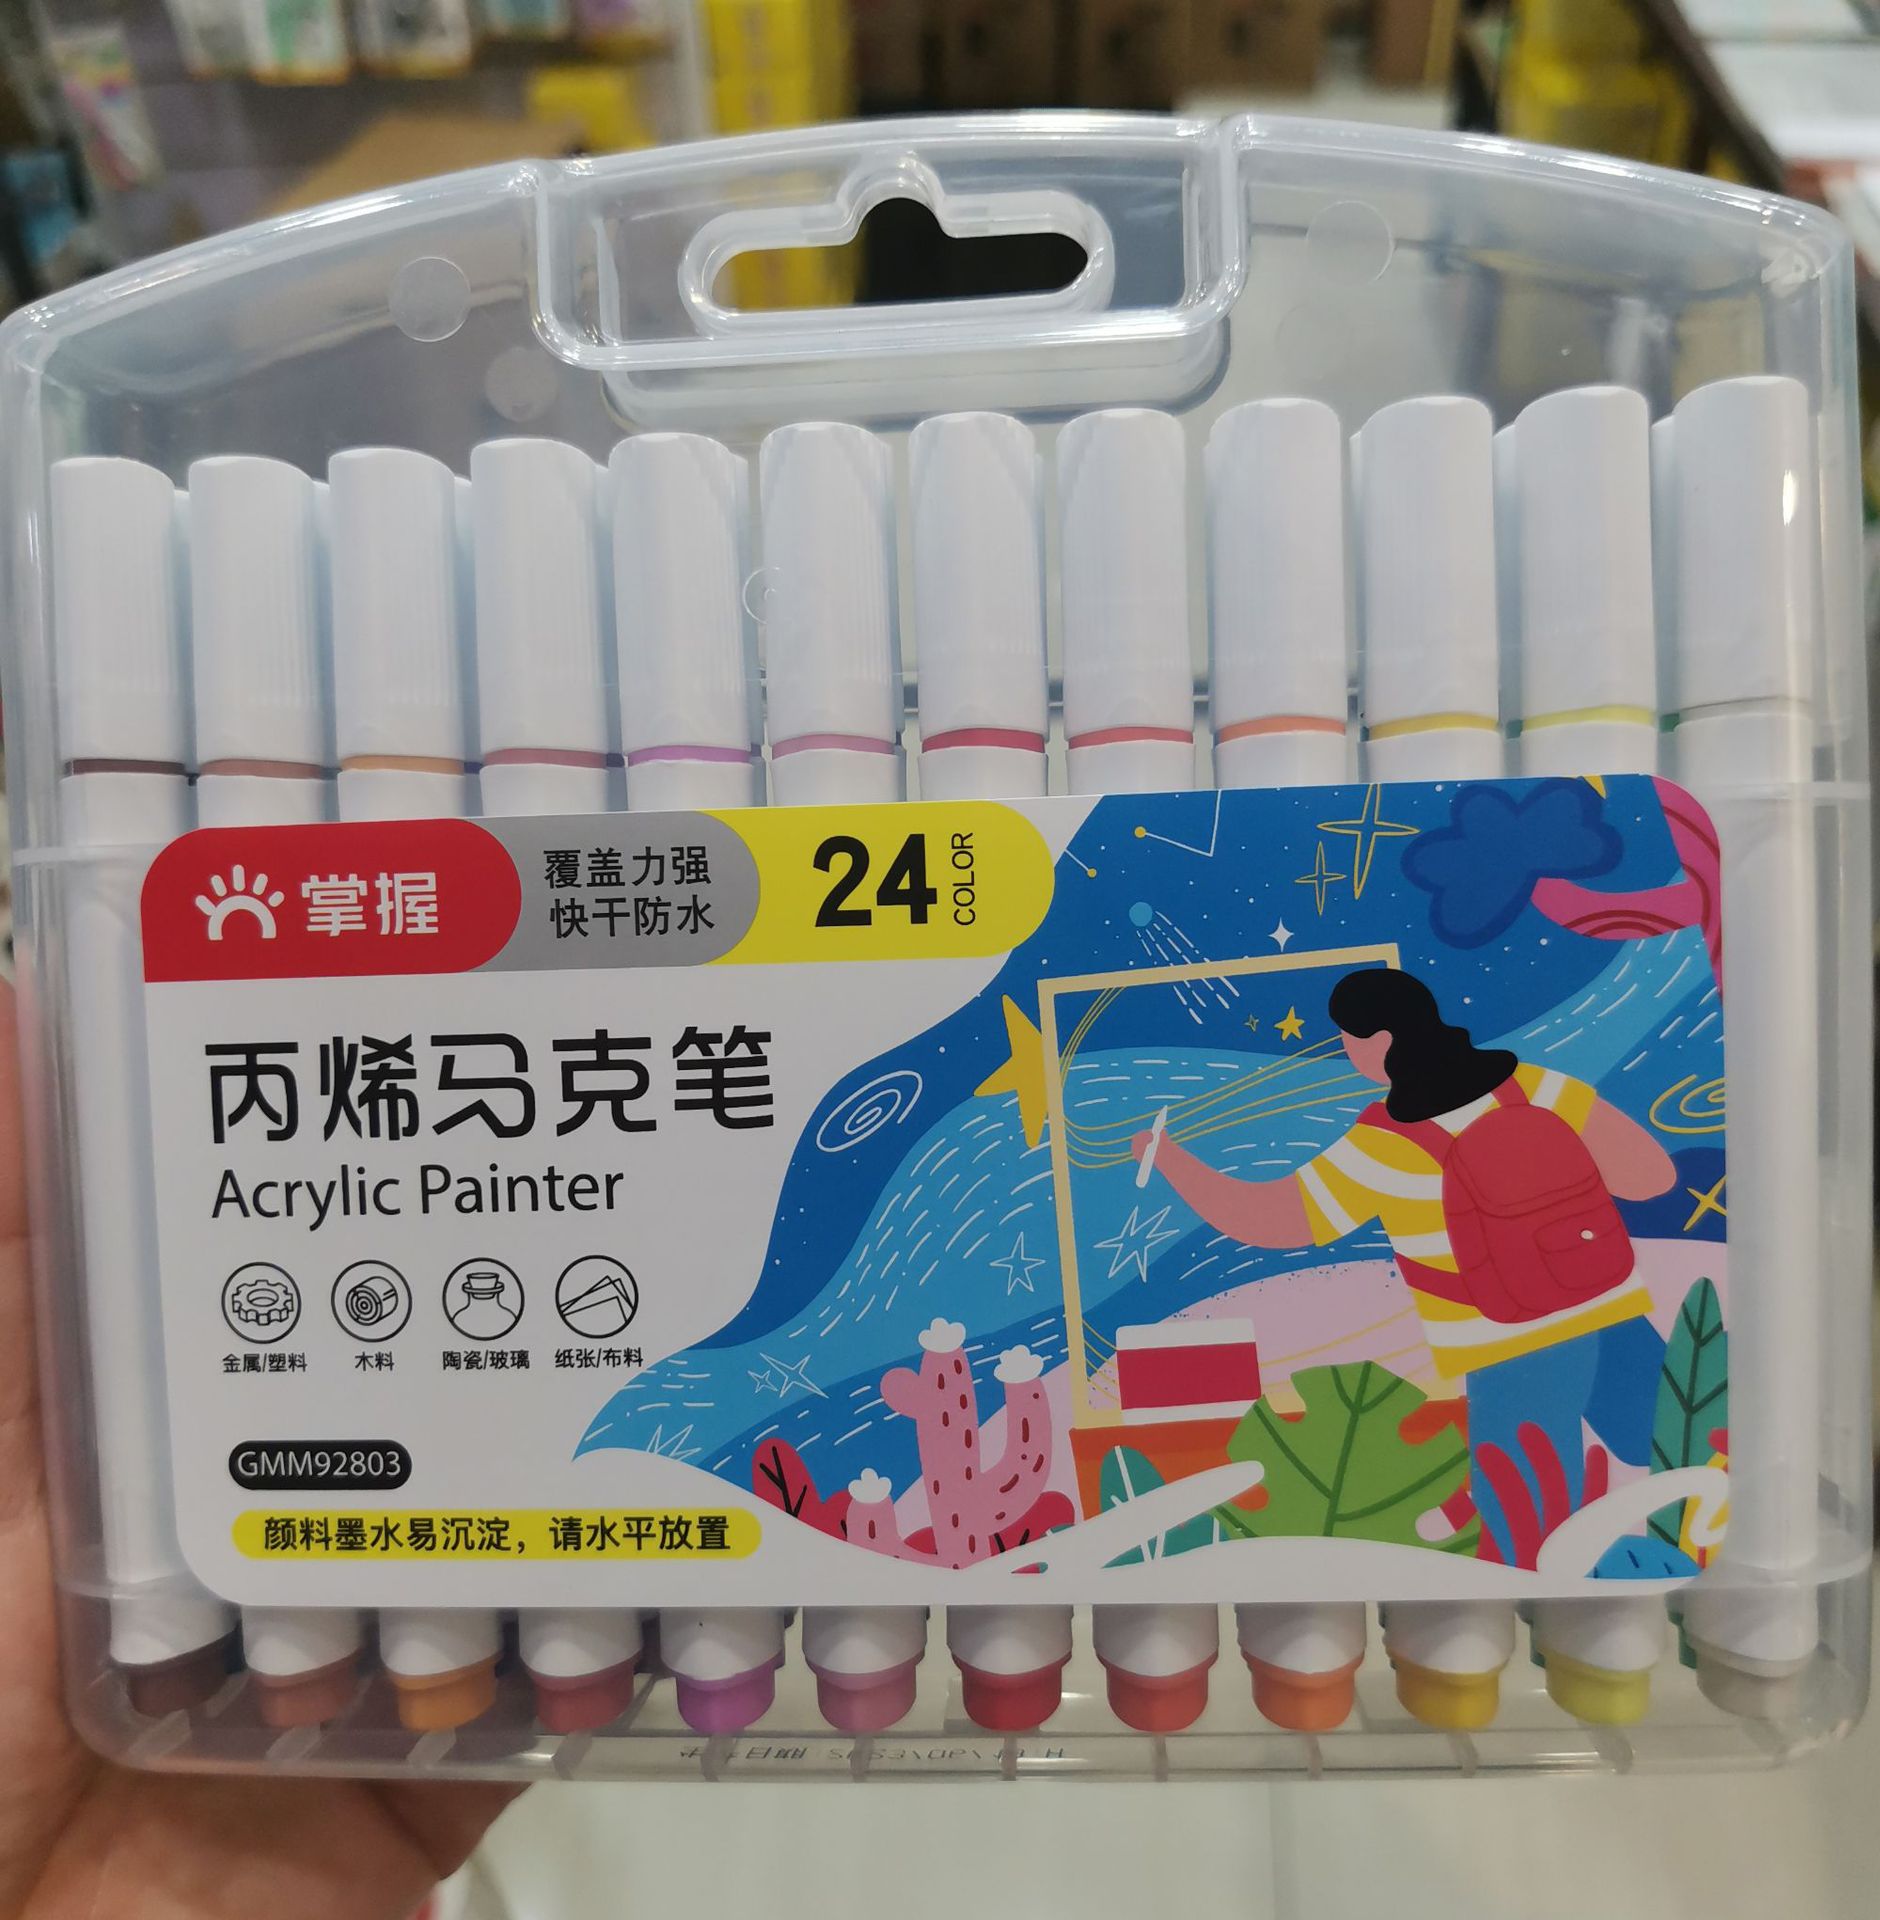 掌握
覆盖力强
快干防水
24 COLOR
丙烯马克笔
Acrylic Painter
金属/塑料 木料 陶瓷/玻璃 纸张/布料
GMM92803
颜料墨水易沉淀，请水平放置